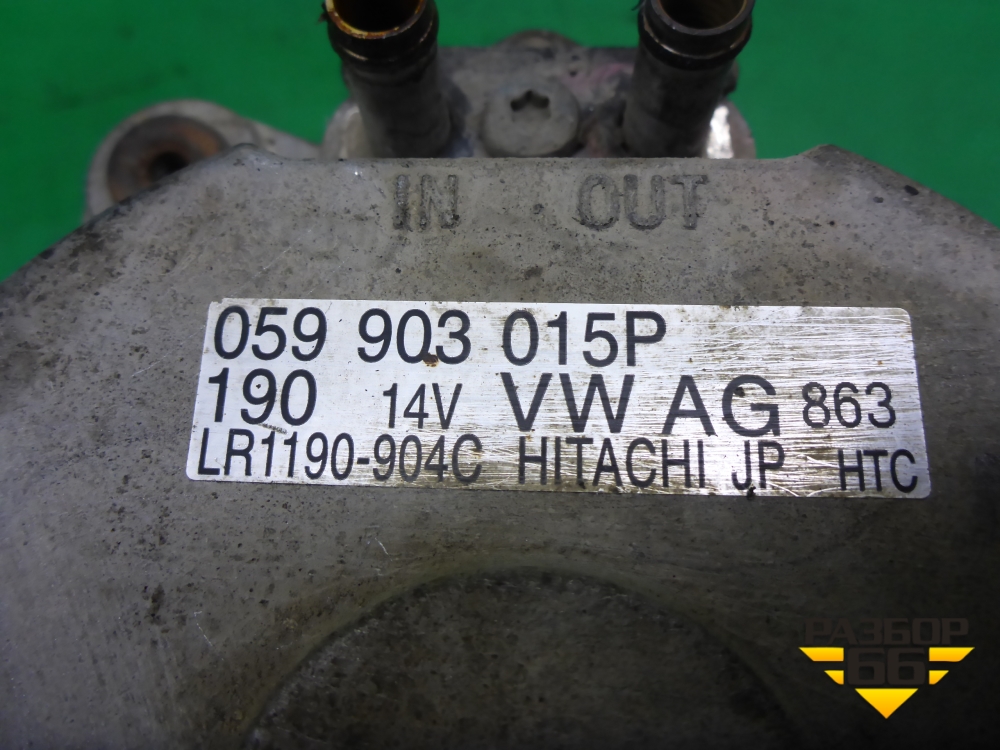 IN OUT
059 903 015P
190 14V VW AG 863
LR1190-904C HITACHI JP HTC
РАЗБОР
66